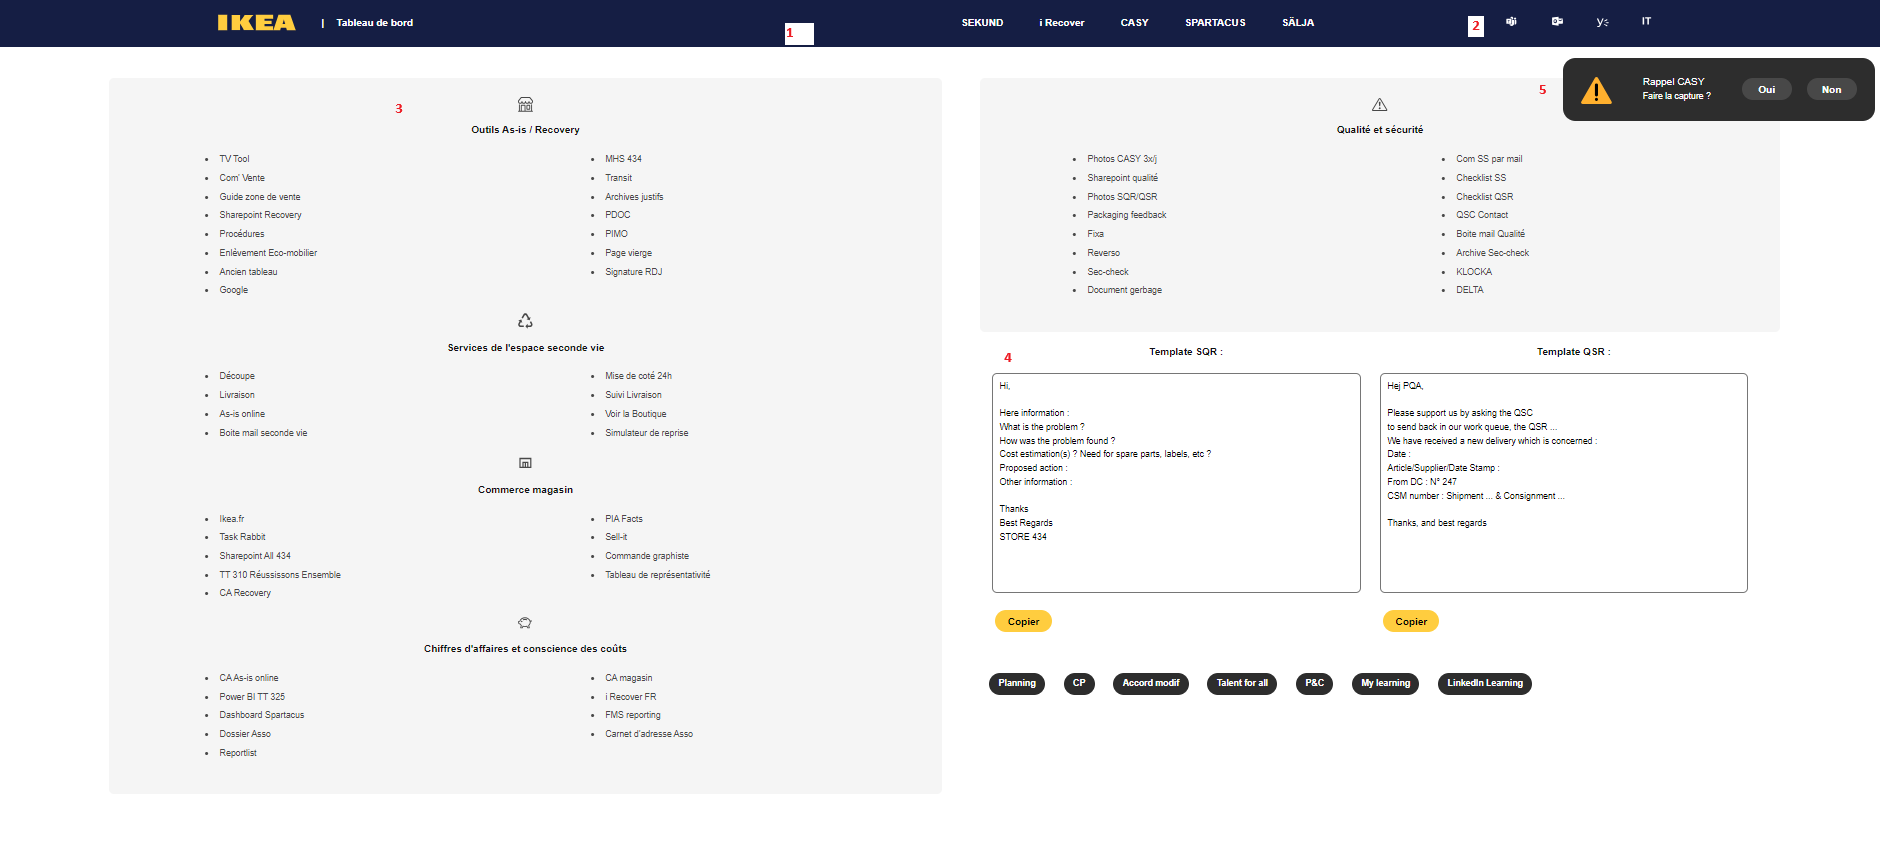 IKEA | Tableau de bord
1
SEKUND i Recover CASY SPARTACUS SÄLJA
2
IT
3
Outils As-is / Recovery
TV Tool
Com' Vente
Guide zone de vente
Sharepoint Recovery
Procédures
Enlèvement Eco-mobilier
Ancien tableau
Google
MHS 434
Transit
Archives justifs
PDOC
PIMO
Page vierge
Signature RDJ
Services de l'espace seconde vie
Découpe
Livraison
As-is online
Boite mail seconde vie
Mise de coté 24h
Suivi Livraison
Voir la Boutique
Simulateur de reprise
Commerce magasin
Ikea.fr
Task Rabbit
Sharepoint All 434
TT 310 Réussissons Ensemble
CA Recovery
PIA Facts
Sell-it
Commande graphiste
Tableau de représentativité
Chiffres d'affaires et conscience des coûts
CA As-is online
Power BI TT 325
Dashboard Spartacus
Dossier Asso
Reportlist
CA magasin
i Recover FR
FMS reporting
Carnet d'adresse Asso
5
Rappel CASY
Faire la capture ?
Oui
Non
Qualité et sécurité
Photos CASY 3x/j
Sharepoint qualité
Photos SQR/QSR
Packaging feedback
Fixa
Reverso
Sec-check
Document gerbage
Com SS par mail
Checklist SS
Checklist QSR
QSC Contact
Boite mail Qualité
Archive Sec-check
KLOCKA
DELTA
4
Template SQR :
Hi,
Here information :
What is the problem ?
How was the problem found ?
Cost estimation(s) ? Need for spare parts, labels, etc ?
Proposed action :
Other information :
Thanks
Best Regards
STORE 434
Copier
Template QSR :
Hej PQA,
Please support us by asking the QSC
to send back in our work queue, the QSR ...
We have received a new delivery which is concerned :
Date :
Article/Supplier/Date Stamp :
From DC : N° 247
CSM number : Shipment ... & Consignment ...
Thanks, and best regards
Copier
Planning CP Accord modif Talent for all P&C My learning LinkedIn Learning